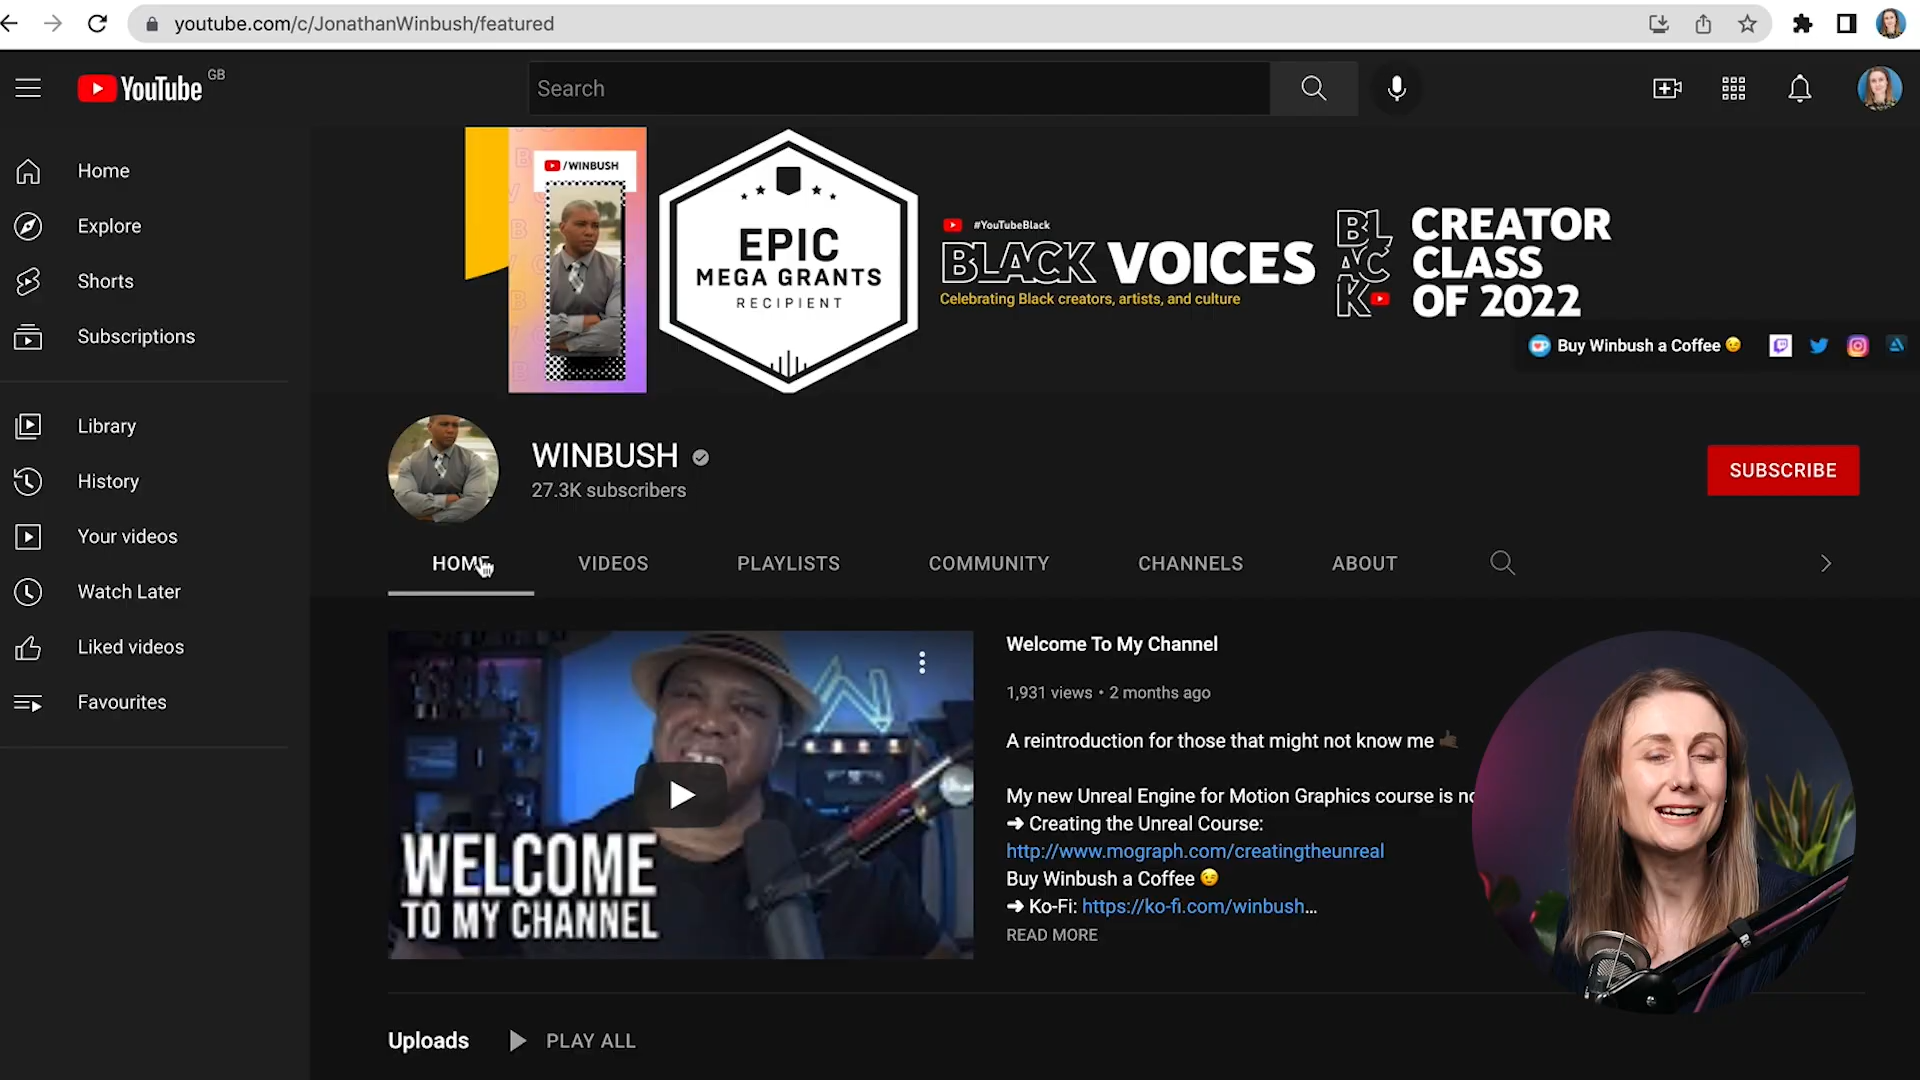 youtube.com/c/JonathanWinbush/featured
YouTube GB
Search
Home
Explore
Shorts
Subscriptions
Library
History
Your videos
Watch Later
Liked videos
Favourites
/WINBUSH
EPIC
MEGA GRANTS
RECIPIENT
#YouTubeBlack
BLACK VOICES
Celebrating Black creators, artists, and culture
BLACK
CREATOR
CLASS
OF 2022
Buy Winbush a Coffee 😉
WINBUSH
27.3K subscribers
SUBSCRIBE
HOME
VIDEOS
PLAYLISTS
COMMUNITY
CHANNELS
ABOUT
WELCOME
TO MY CHANNEL
Welcome To My Channel
1,931 views • 2 months ago
A reintroduction for those that might not know me 🤙🏿
My new Unreal Engine for Motion Graphics course is
➜ Creating the Unreal Course:
http://www.mograph.com/creatingtheunreal
Buy Winbush a Coffee 😉
➜ Ko-Fi: https://ko-fi.com/winbush...
READ MORE
Uploads
PLAY ALL